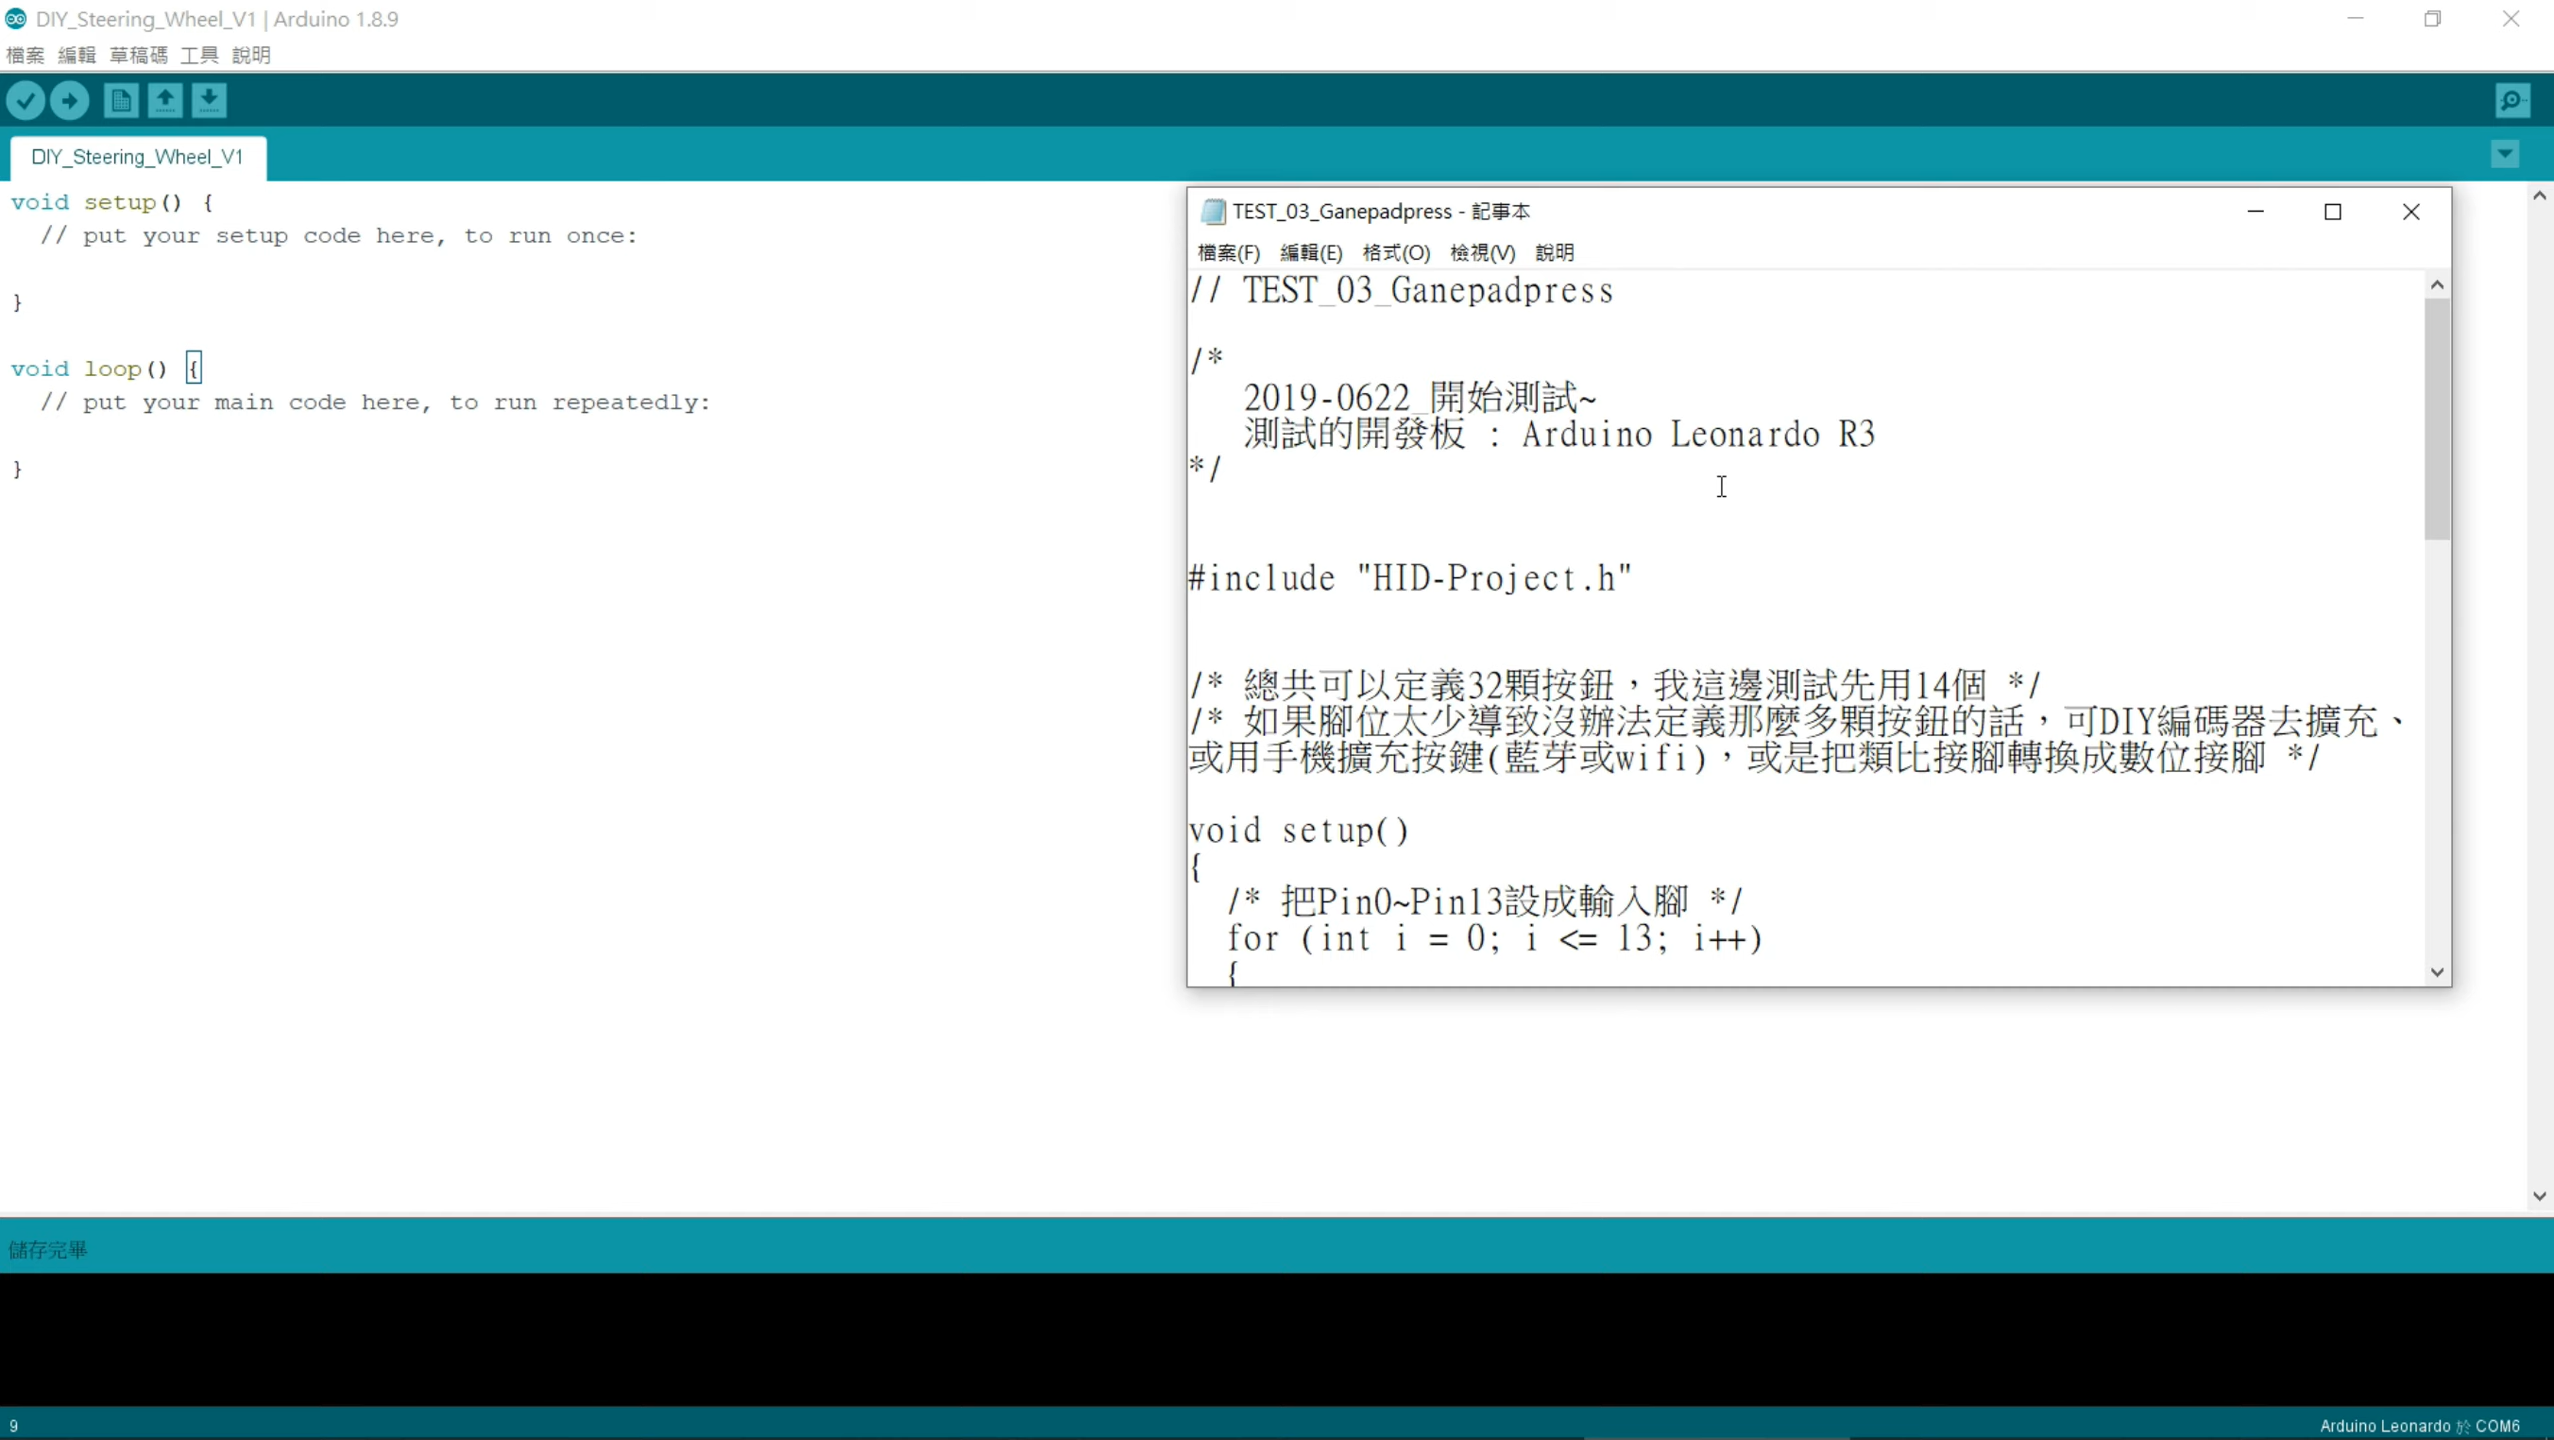 DIY_Steering_Wheel_V1 | Arduino 1.8.9
檔案 編輯 草稿碼 工具 說明
DIY_Steering_Wheel_V1
void setup() {
// put your setup code here, to run once:
}
void loop() {
// put your main code here, to run repeatedly:
}
TEST_03_Ganepadpress - 記事本
檔案(F) 編輯(E) 格式(O) 檢視(V) 說明
// TEST_03_Ganepadpress
/*
2019-0622_開始測試~
測試的開發板 : Arduino Leonardo R3
*/
#include "HID-Project.h"
/* 總共可以定義32顆按鈕，我這邊測試先用14個 */
/* 如果腳位太少導致沒辦法定義那麼多顆按鈕的話，可DIY編碼器去擴充、
或用手機擴充按鍵(藍芽或wifi)，或是把類比接腳轉換成數位接腳 */
void setup()
{
/* 把Pin0~Pin13設成輸入腳 */
for (int i = 0; i <= 13; i++)
{
儲存完畢
9
Arduino Leonardo 於 COM6